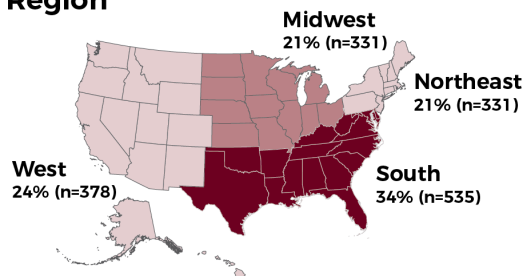 Region
Midwest
21% (n=331)
Northeast
21% (n=331)
West
24% (n=378)
South
34% (n=535)